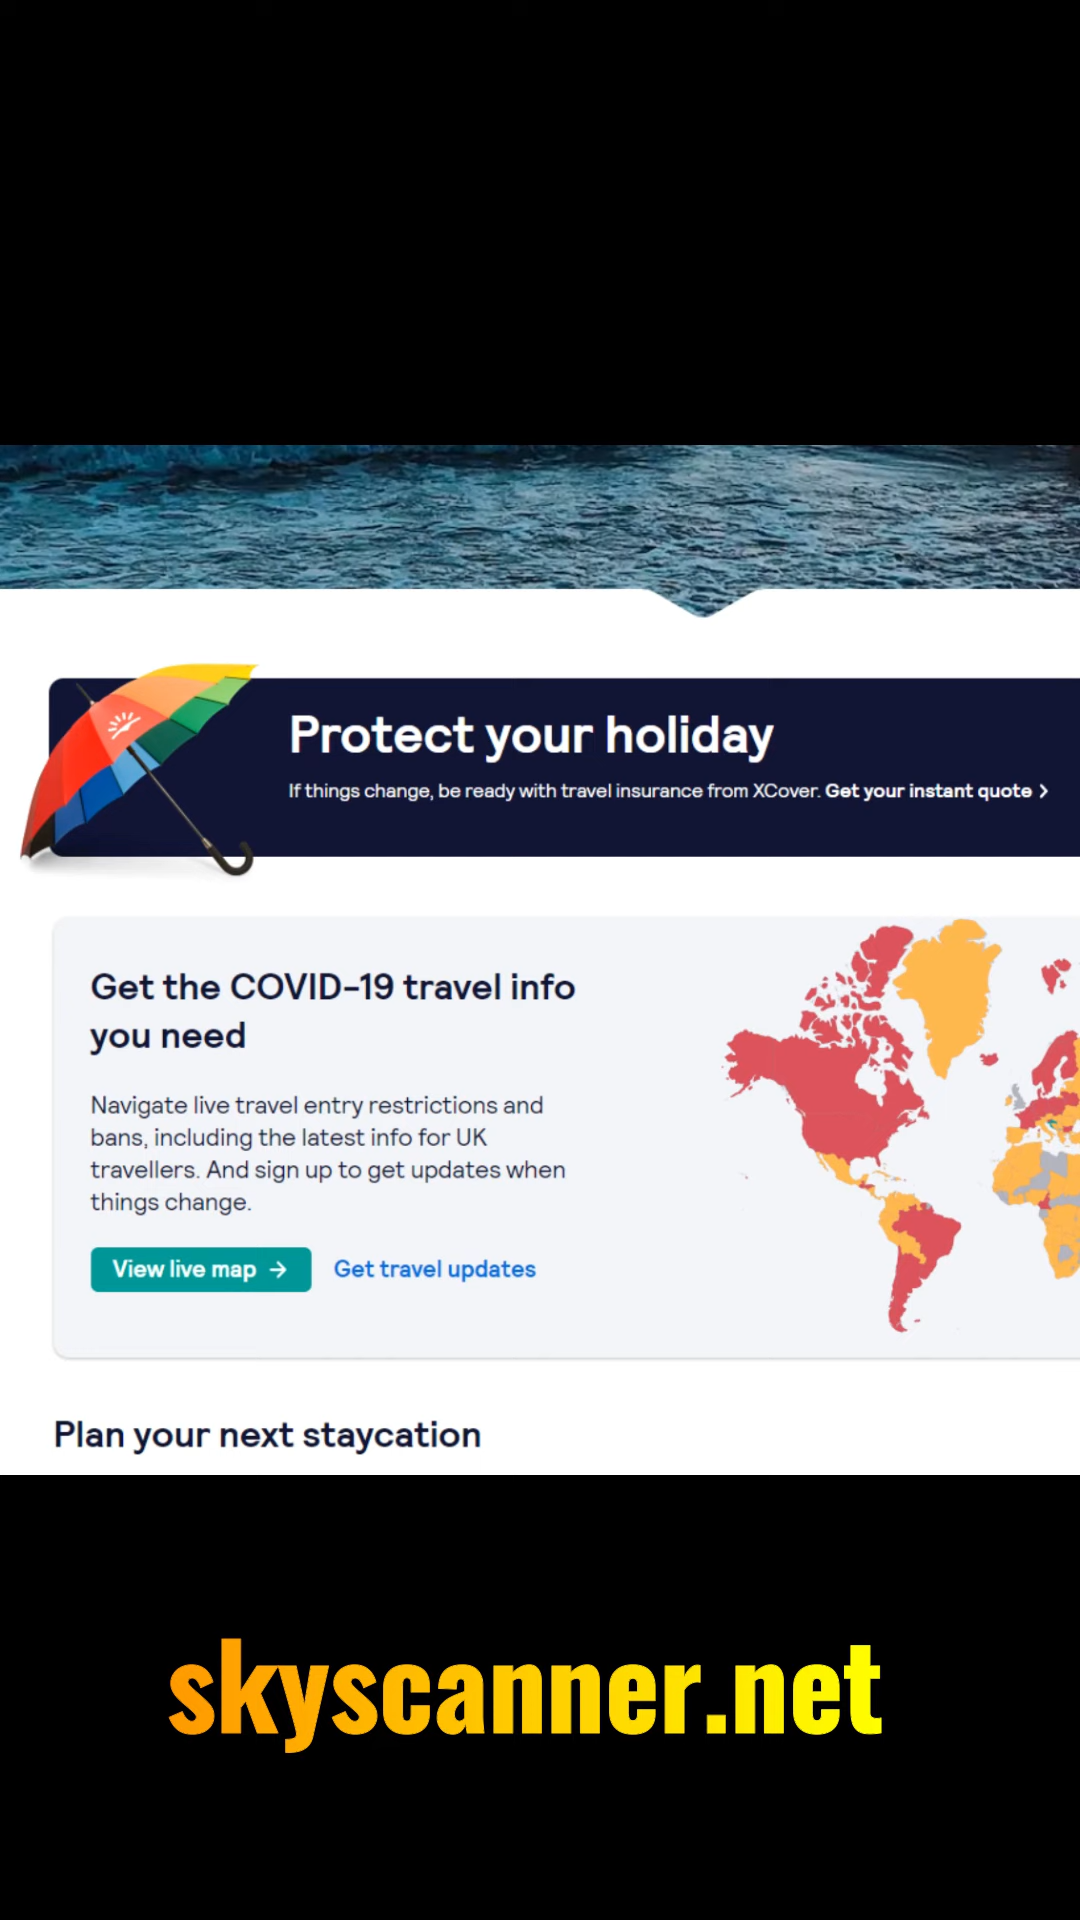 Protect your holiday
If things change, be ready with travel insurance from XCover. Get your instant quote
Get the COVID-19 travel info
you need
Navigate live travel entry restrictions and
bans, including the latest info for UK
travellers. And sign up to get updates when
things change.
View live map →
Get travel updates
Plan your next staycation
skyscanner.net